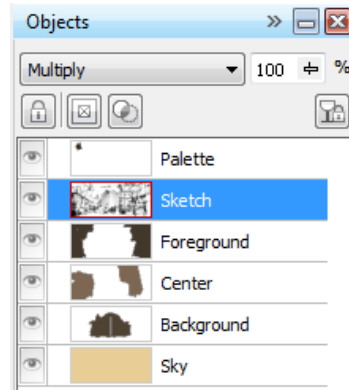 Objects
Multiply 100 %
Palette
Sketch
Foreground
Center
Background
Sky